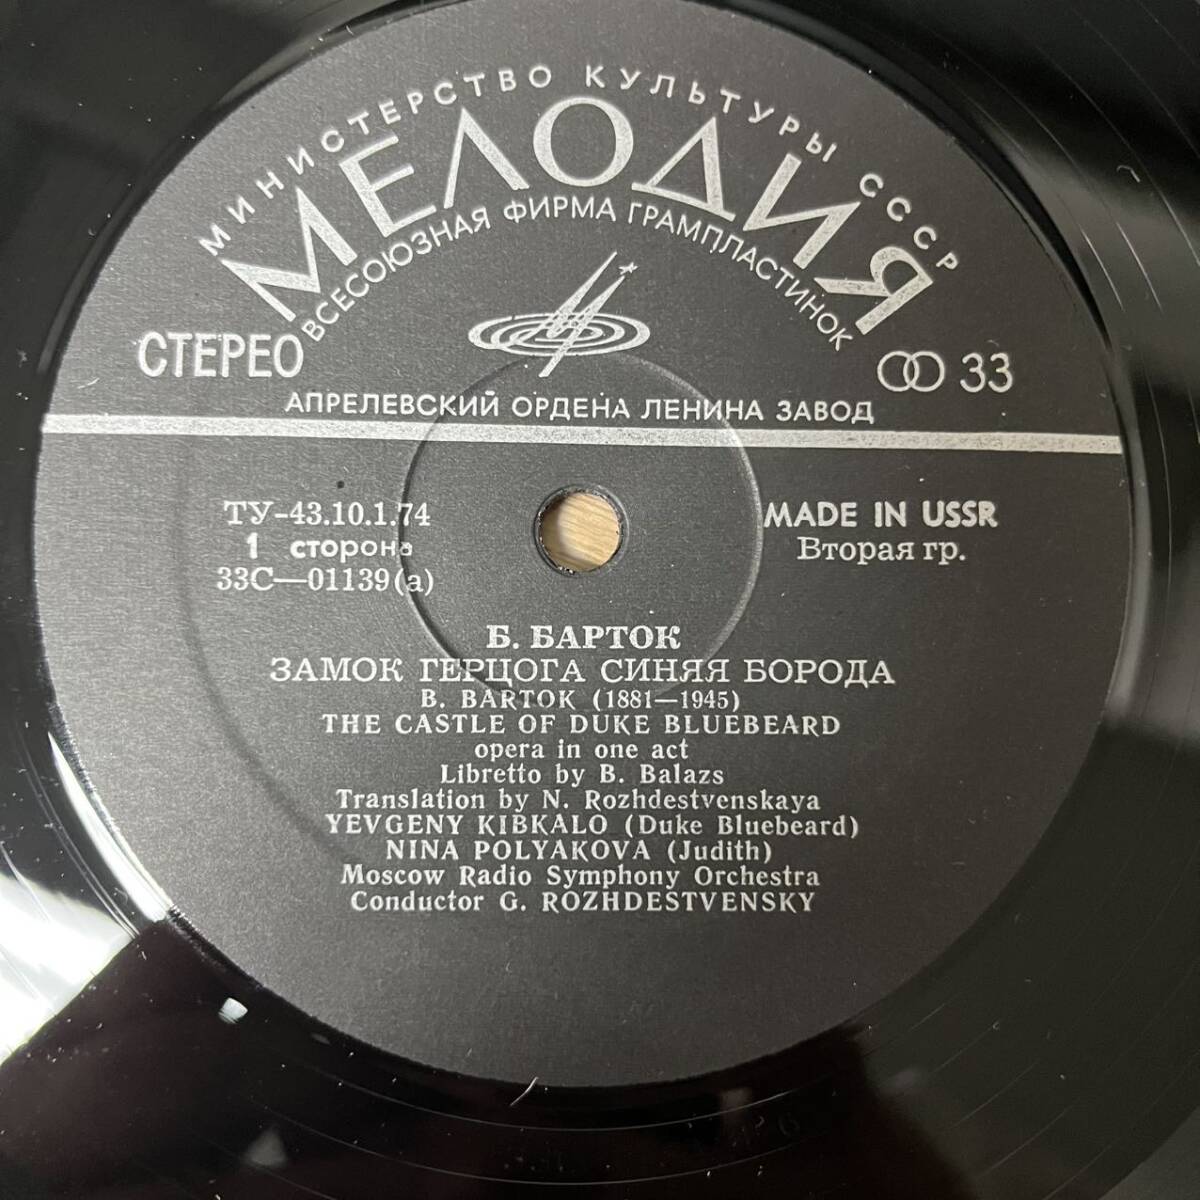 МИНИСТЕРСТВО КУЛЬТУРЫ СССР
МЕЛОДИЯ
ВСЕСОЮЗНАЯ ФИРМА ГРАМПЛАСТИНОК
СТЕРЕО
33
АПРЕЛЕВСКИЙ ОРДЕНА ЛЕНИНА ЗАВОД
ТУ-43.10.1.74
1 сторона
33С—01139(а)
MADE IN USSR
Вторая гр.
Б. БАРТОК
ЗАМОК ГЕРЦОГА СИНЯЯ БОРОДА
B. BARTOK (1881—1945)
THE CASTLE OF DUKE BLUEBEARD
opera in one act
Libretto by B. Balazs
Translation by N. Rozhdestvenskaya
YEVGENY KIBKALO (Duke Bluebeard)
NINA POLYAKOVA (Judith)
Moscow Radio Symphony Orchestra
Conductor G. ROZHDESTVENSKY